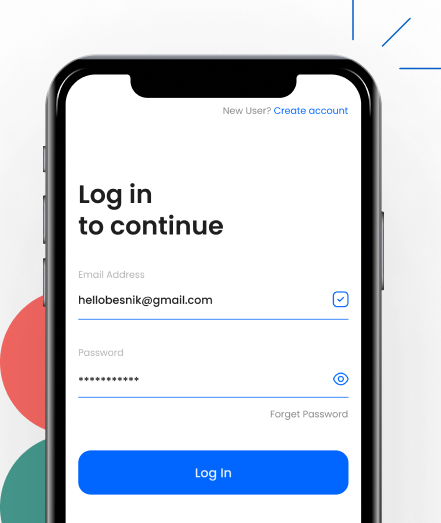 New User? Create account
Log in
to continue
Email Address
hellobesnik@gmail.com
Password
***********
Forget Password
Log In